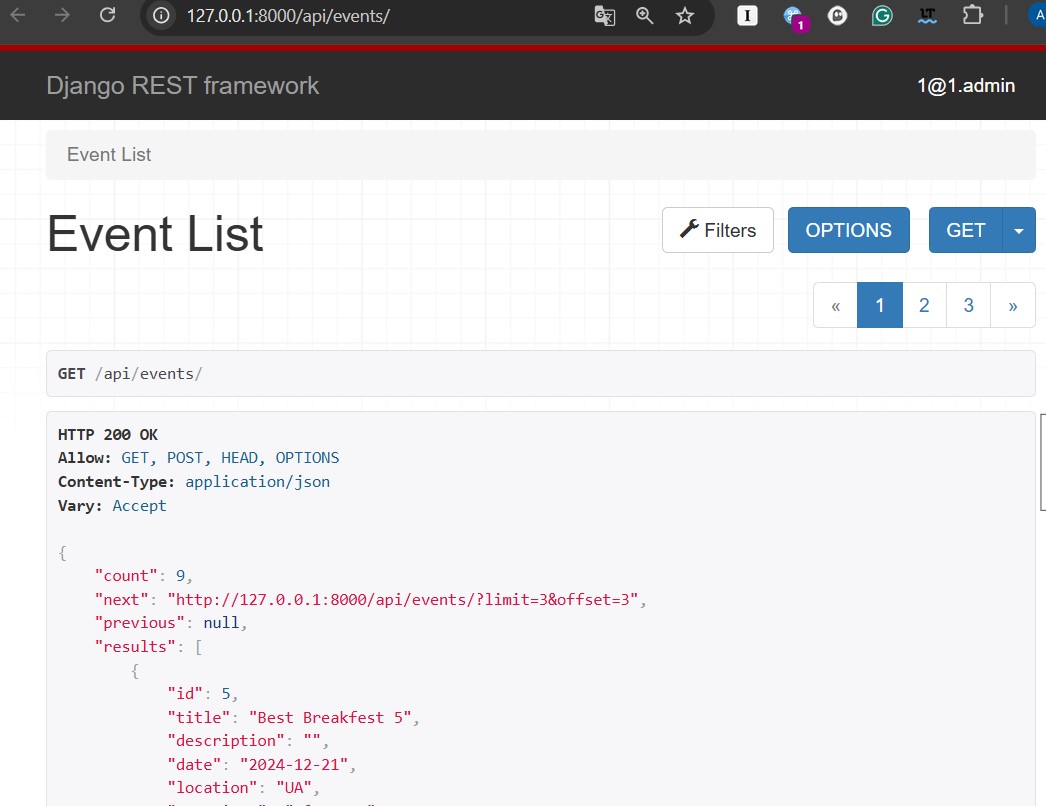 127.0.0.1:8000/api/events/
1
A
Django REST framework
1@1.admin
Event List
Event List
Filters
OPTIONS
GET
« 1 2 3 »
GET /api/events/
HTTP 200 OK
Allow: GET, POST, HEAD, OPTIONS
Content-Type: application/json
Vary: Accept
{
"count": 9,
"next": "http://127.0.0.1:8000/api/events/?limit=3&offset=3",
"previous": null,
"results": [
{
"id": 5,
"title": "Best Breakfest 5",
"description": "",
"date": "2024-12-21",
"location": "UA",